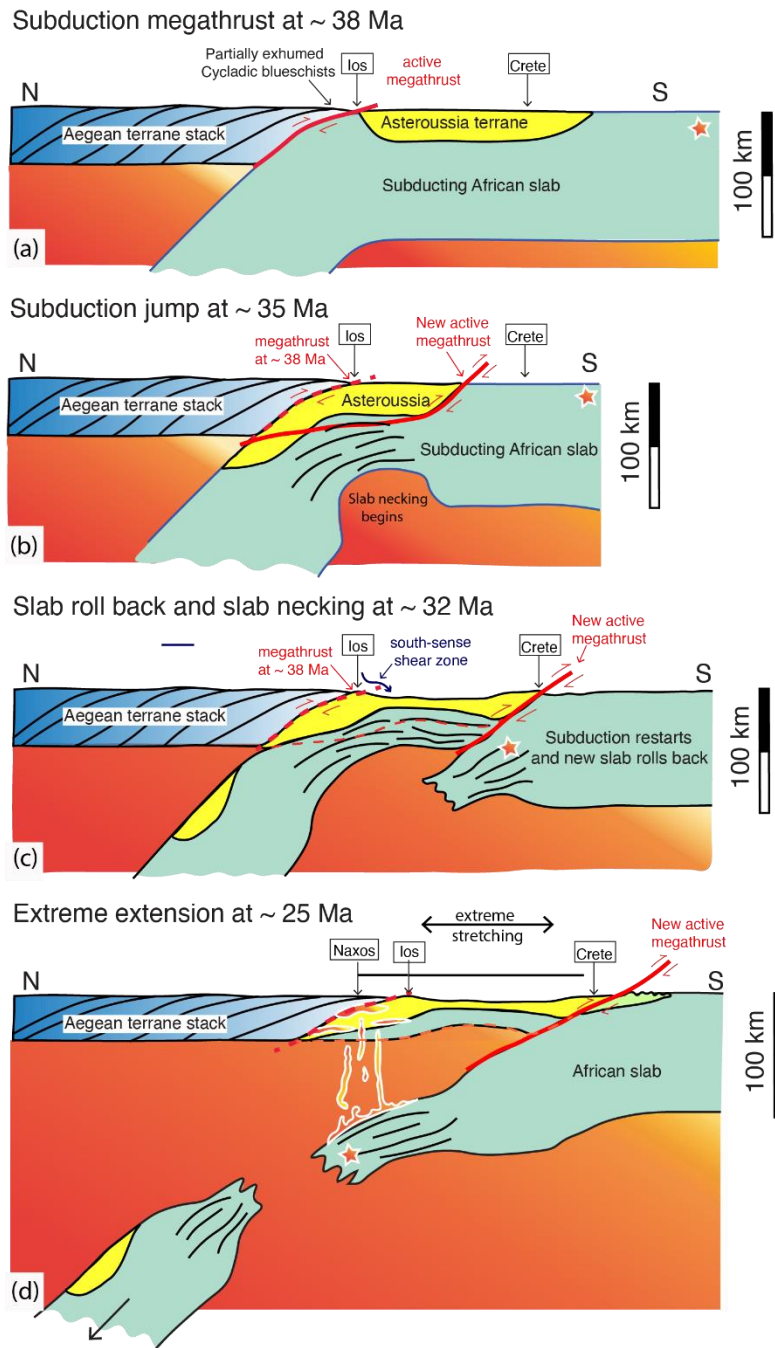 Subduction megathrust at ~ 38 Ma
Partially exhumed
Cycladic blueschists
Ios
active
megathrust
Crete
N
S
Aegean terrane stack
Asteroussia terrane
Subducting African slab
100 km
(a)
Subduction jump at ~ 35 Ma
megathrust
at ~ 38 Ma
Ios
New active
megathrust
Crete
N
S
Aegean terrane stack
Asteroussia
Subducting African slab
100 km
Slab necking
begins
(b)
Slab roll back and slab necking at ~ 32 Ma
megathrust
at ~ 38 Ma
Ios
south-sense
shear zone
Crete
New active
megathrust
N
S
Aegean terrane stack
Subduction restarts
and new slab rolls back
100 km
(c)
Extreme extension at ~ 25 Ma
extreme
stretching
Naxos
Ios
Crete
New active
megathrust
N
S
Aegean terrane stack
African slab
100 km
(d)